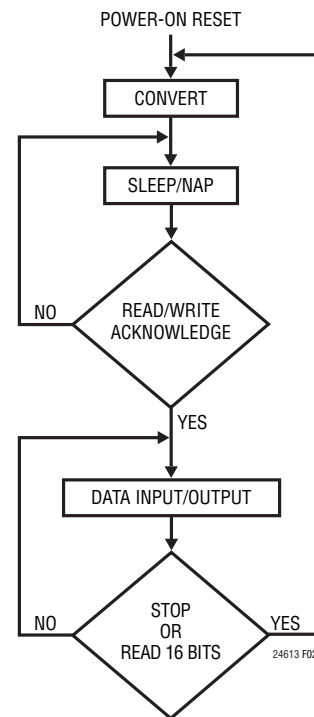 POWER-ON RESET
CONVERT
SLEEP/NAP
NO
READ/WRITE
ACKNOWLEDGE
YES
DATA INPUT/OUTPUT
NO
STOP
OR
READ 16 BITS
YES
24613 F02